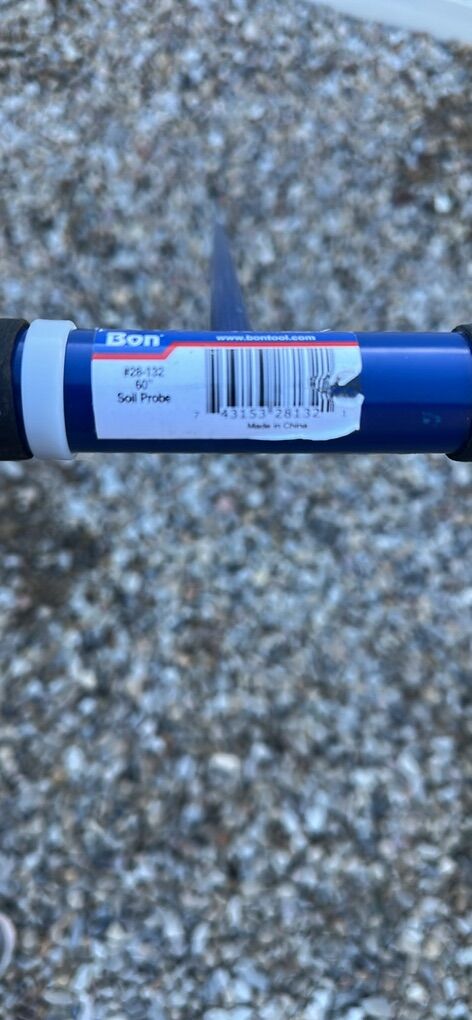 Bon® www.bontool.com
#28-132
60"
Soil Probe
7 43153 28132 1
Made in China